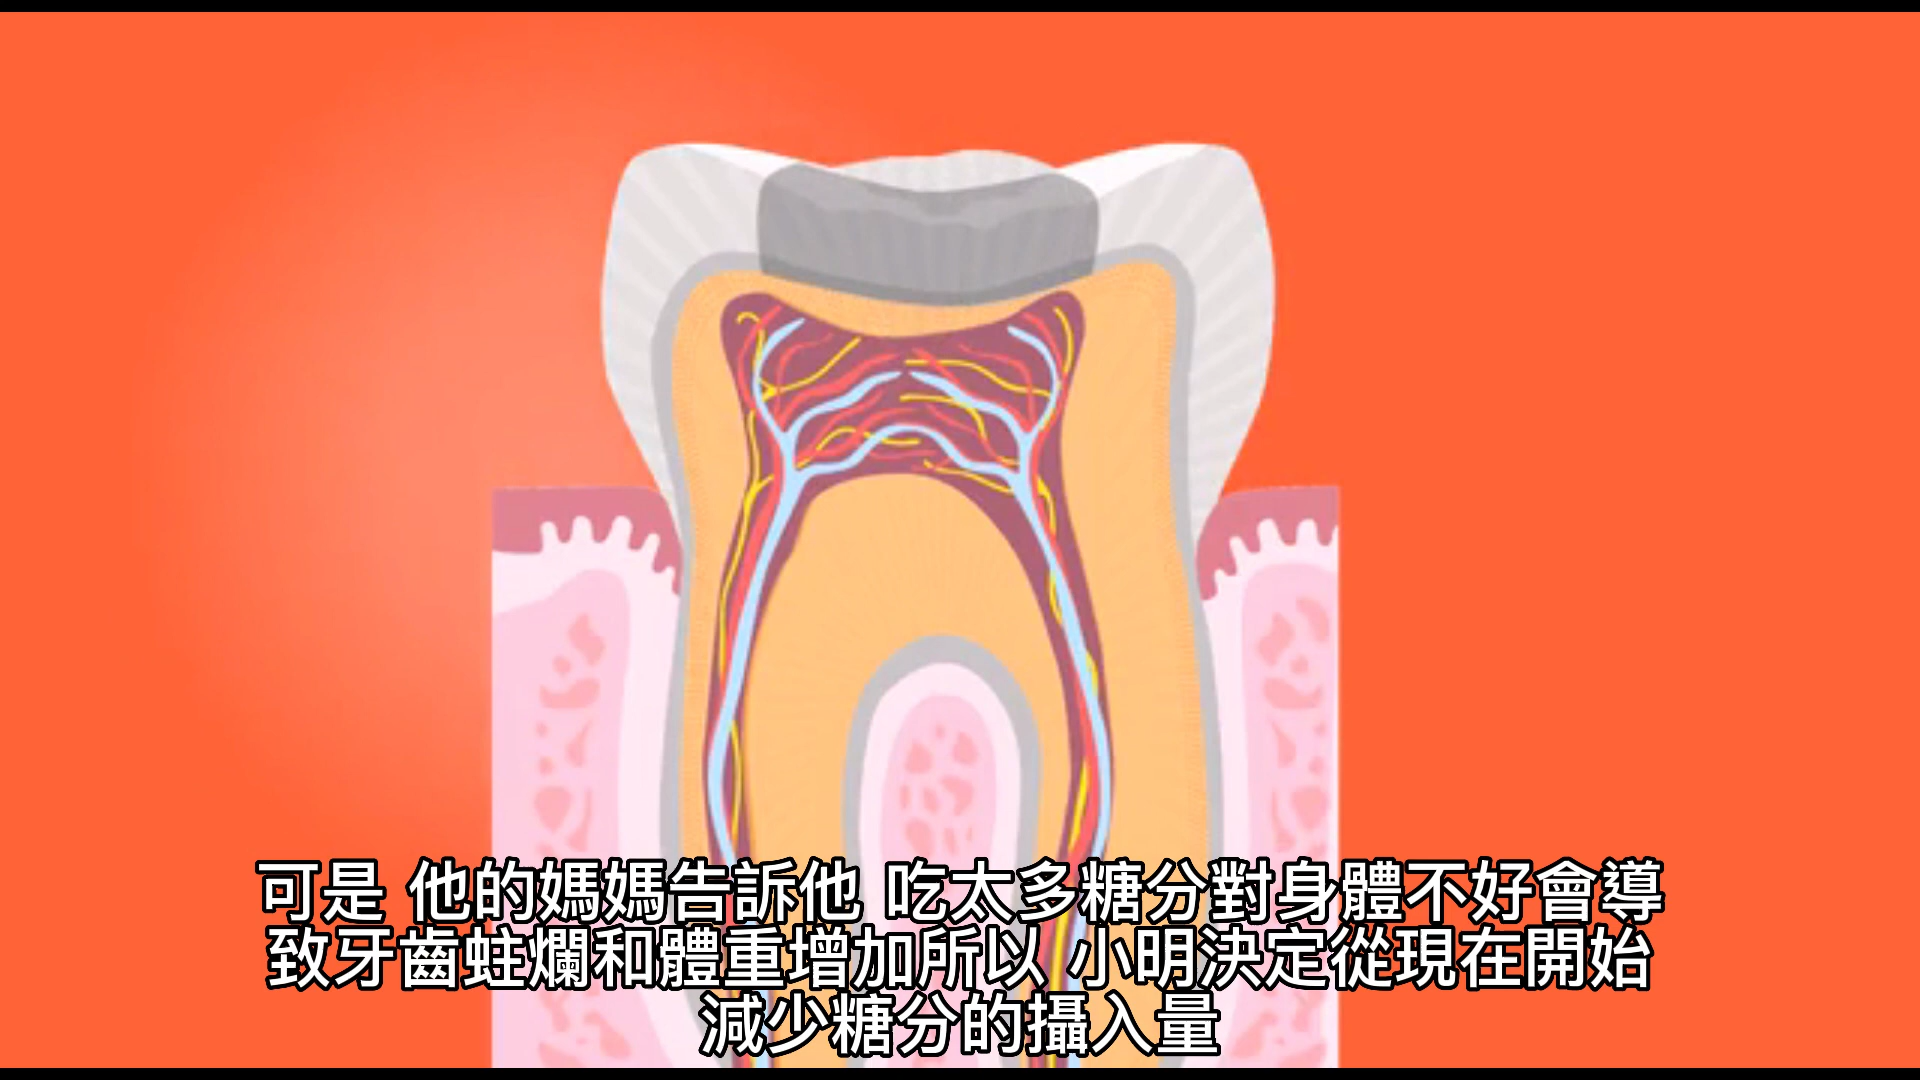 可是 他的媽媽告訴他 吃太多糖分對身體不好會導
致牙齒蛀爛和體重增加所以 小明決定從現在開始
減少糖分的攝入量